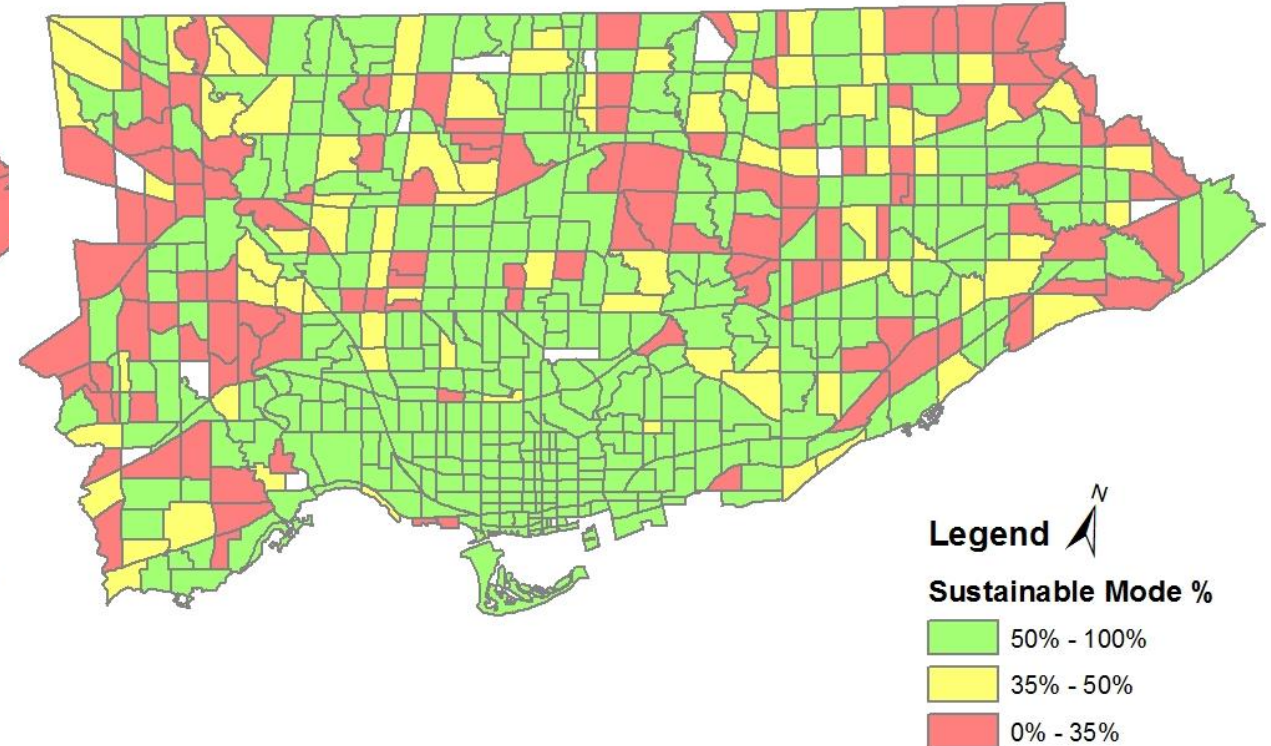 N
Legend
Sustainable Mode %
50% - 100%
35% - 50%
0% - 35%